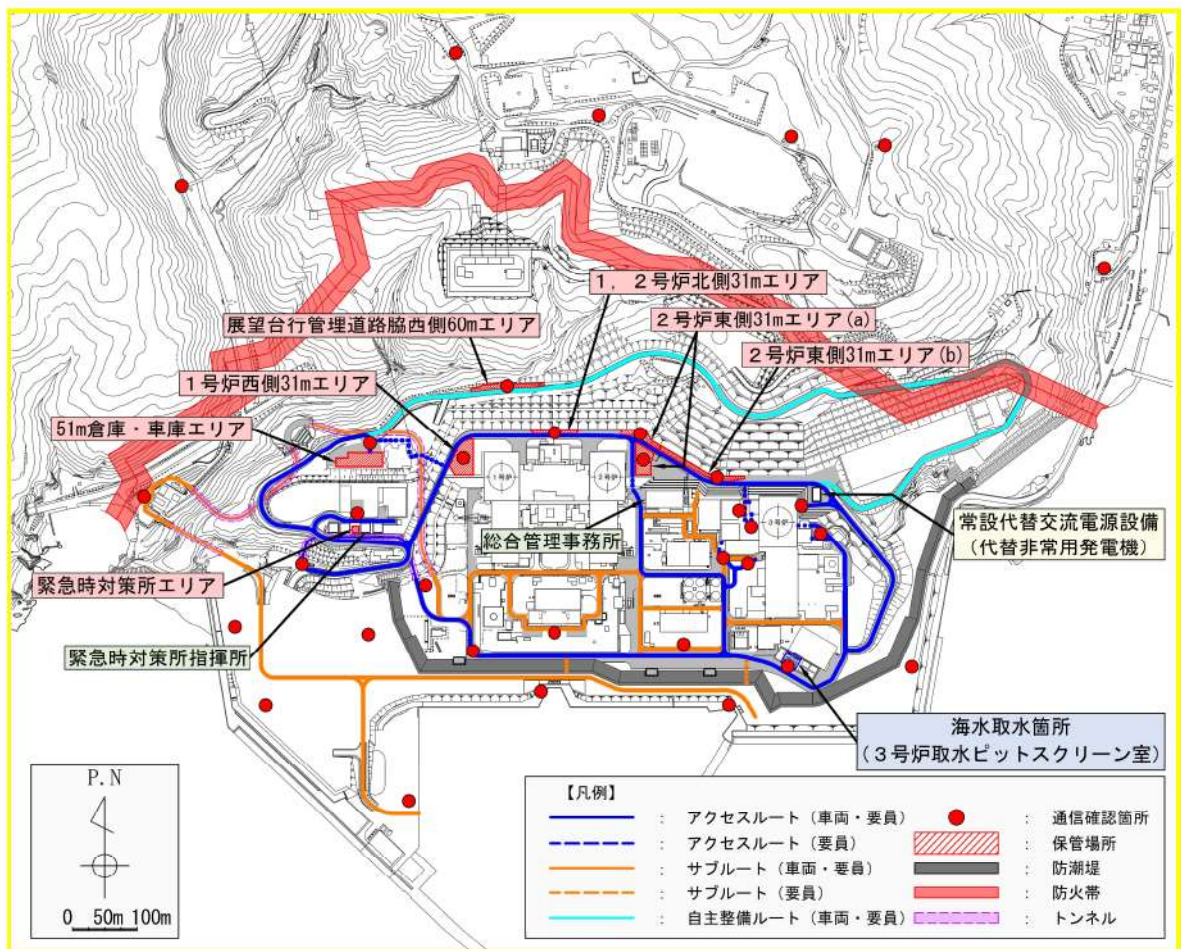 1，2号炉北側31mエリア
展望台行管理道路脇西側60mエリア
2号炉東側31mエリア(a)
2号炉東側31mエリア(b)
1号炉西側31mエリア
51m倉庫・車庫エリア
1号炉
2号炉
3号炉
総合管理事務所
常設代替交流電源設備
(代替非常用発電機)
緊急時対策所エリア
緊急時対策所指揮所
海水取水箇所
(3号炉取水ピットスクリーン室)
P.N
0 50m 100m
【凡例】
： アクセスルート（車両・要員）
： アクセスルート（要員）
： サブルート（車両・要員）
： サブルート（要員）
： 自主整備ルート（車両・要員）
： 通信確認箇所
： 保管場所
： 防潮堤
： 防火帯
： トンネル